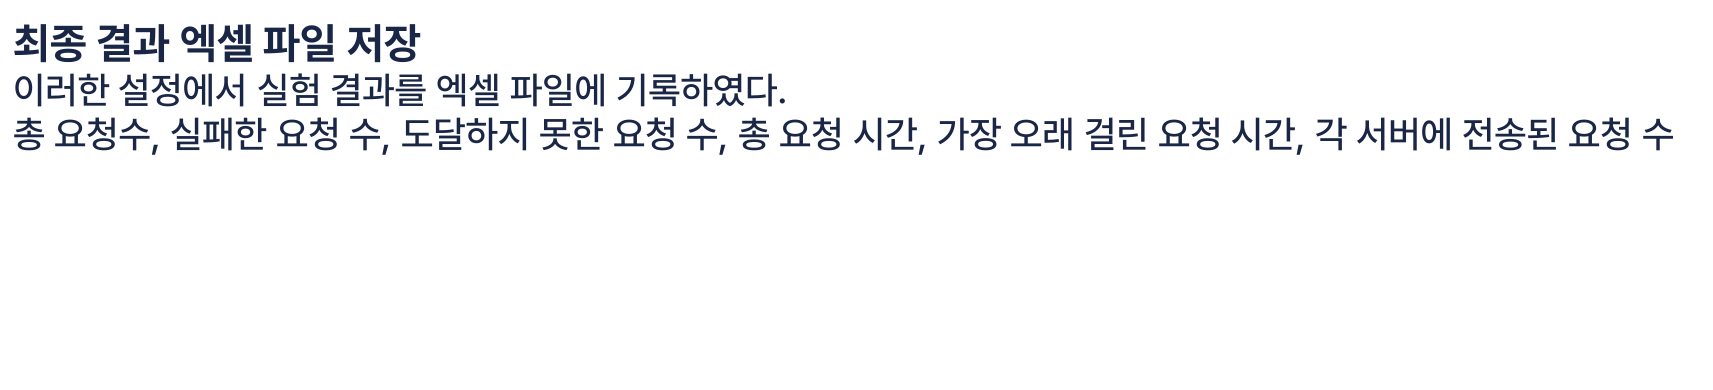 최종 결과 엑셀 파일 저장
이러한 설정에서 실험 결과를 엑셀 파일에 기록하였다.
총 요청수, 실패한 요청 수, 도달하지 못한 요청 수, 총 요청 시간, 가장 오래 걸린 요청 시간, 각 서버에 전송된 요청 수